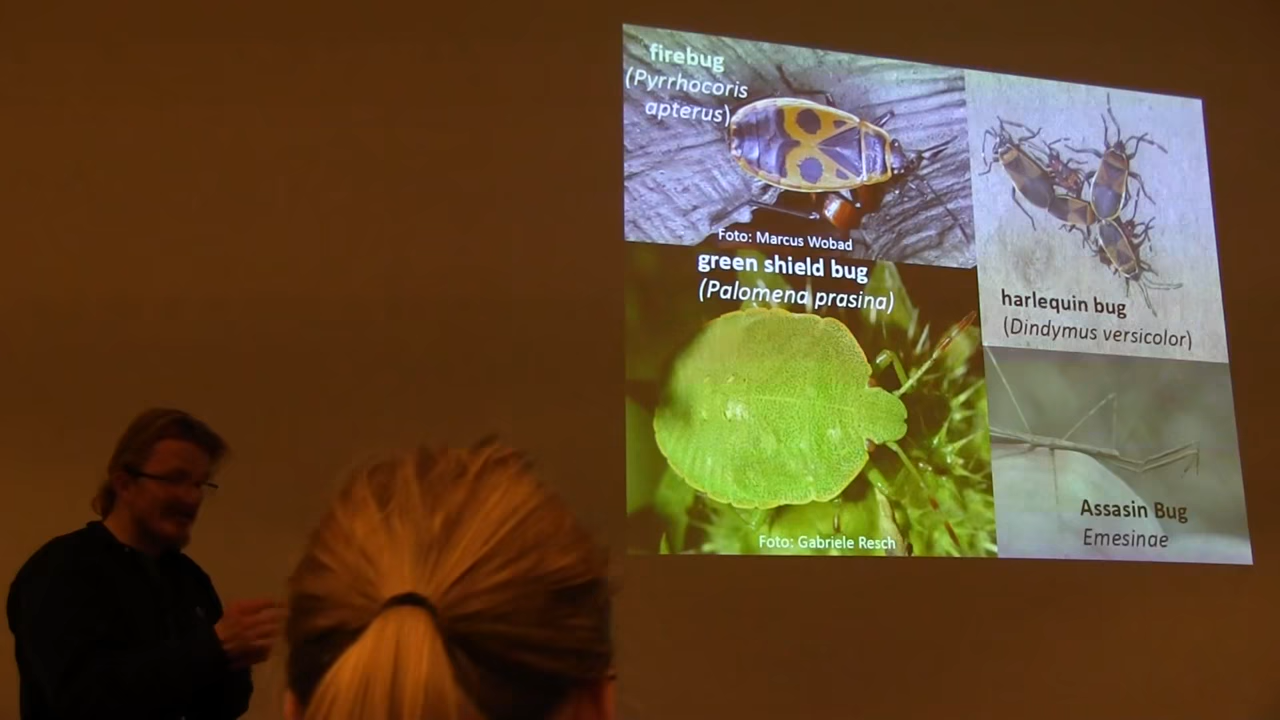 firebug
(Pyrrhocoris
apterus)
Foto: Marcus Wobad
green shield bug
(Palomena prasina)
Foto: Gabriele Resch
harlequin bug
(Dindymus versicolor)
Assasin Bug
Emesinae